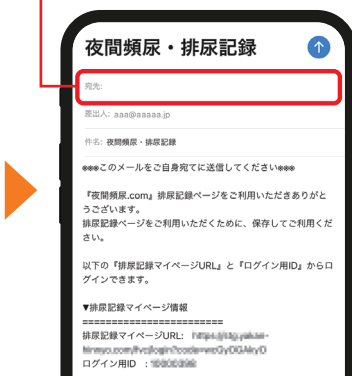 夜間頻尿・排尿記録
宛先:
差出人: aaa@aaaaa.jp
件名: 夜間頻尿・排尿記録
※※※このメールをご自身宛てに送信してください※※※
『夜間頻尿.com』排尿記録ページをご利用いただきありがと
うございます。
排尿記録ページをご利用いただくために、保存してご利用くだ
さい。
以下の『排尿記録マイページURL』と『ログイン用ID』からロ
グインできます。
▼排尿記録マイページ情報
========================
排尿記録マイページURL:
ログイン用ID :